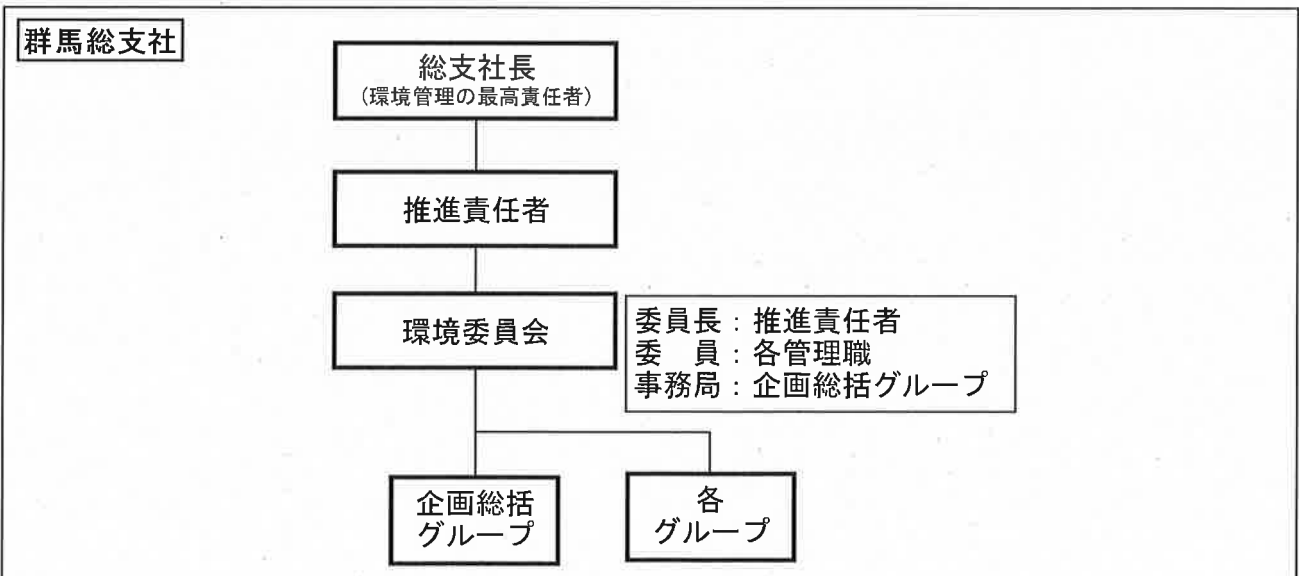 群馬総支社
総支社長
（環境管理の最高責任者）
推進責任者
環境委員会
委員長：推進責任者
委　員：各管理職
事務局：企画総括グループ
企画総括
グループ
各
グループ